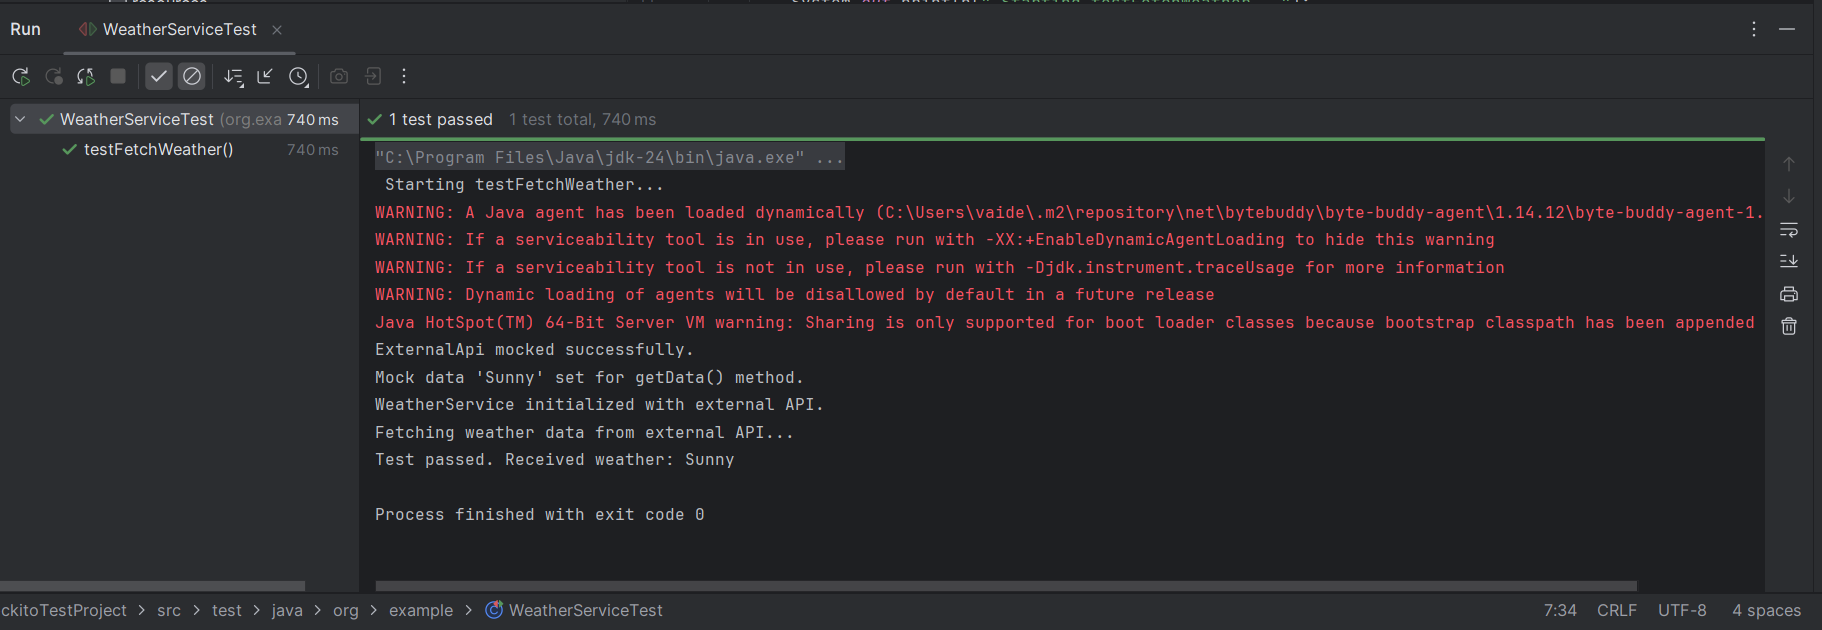 Run WeatherServiceTest
WeatherServiceTest (org.exa 740 ms
testFetchWeather() 740 ms
1 test passed 1 test total, 740 ms
"C:\Program Files\Java\jdk-24\bin\java.exe" ...
Starting testFetchWeather...
WARNING: A Java agent has been loaded dynamically (C:\Users\vaide\.m2\repository\net\bytebuddy\byte-buddy-agent\1.14.12\byte-buddy-agent-1.
WARNING: If a serviceability tool is in use, please run with -XX:+EnableDynamicAgentLoading to hide this warning
WARNING: If a serviceability tool is not in use, please run with -Djdk.instrument.traceUsage for more information
WARNING: Dynamic loading of agents will be disallowed by default in a future release
Java HotSpot(TM) 64-Bit Server VM warning: Sharing is only supported for boot loader classes because bootstrap classpath has been appended
ExternalApi mocked successfully.
Mock data 'Sunny' set for getData() method.
WeatherService initialized with external API.
Fetching weather data from external API...
Test passed. Received weather: Sunny
Process finished with exit code 0
ckitoTestProject > src > test > java > org > example > WeatherServiceTest 7:34 CRLF UTF-8 4 spaces